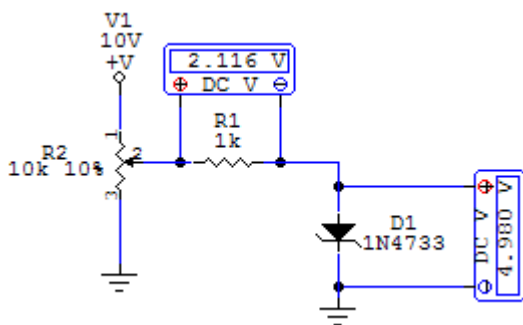 V1
10V
+V
2.116 V
DC V
R1
1k
1
R2
2
10k 10%
3
D1
1N4733
DC V
4.980 V